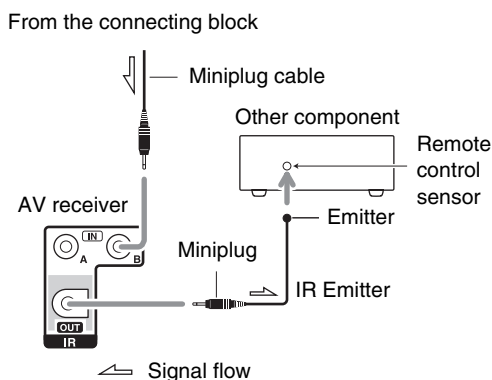 From the connecting block
Miniplug cable
Other component
Remote
control
sensor
AV receiver
Emitter
IN
A
B
Miniplug
IR Emitter
OUT
IR
Signal flow